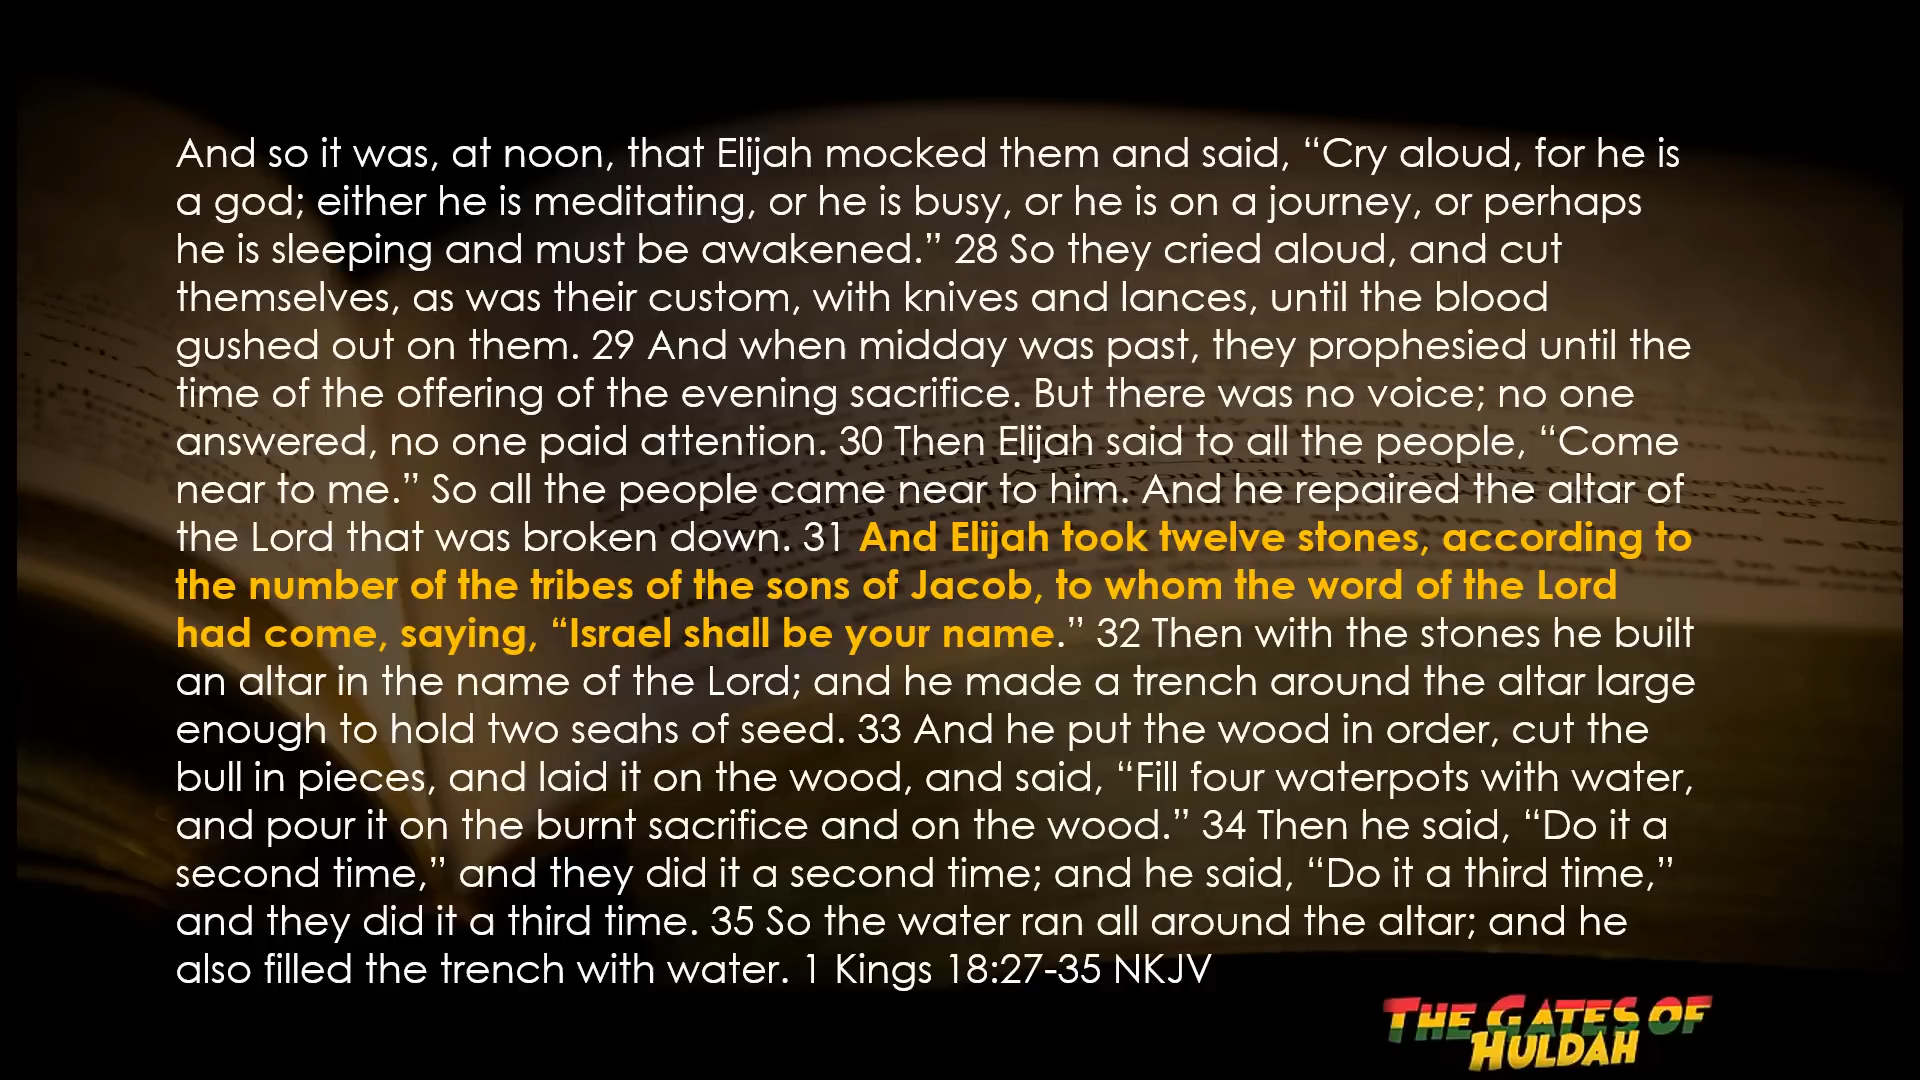 And so it was, at noon, that Elijah mocked them and said, “Cry aloud, for he is
a god; either he is meditating, or he is busy, or he is on a journey, or perhaps
he is sleeping and must be awakened.” 28 So they cried aloud, and cut
themselves, as was their custom, with knives and lances, until the blood
gushed out on them. 29 And when midday was past, they prophesied until the
time of the offering of the evening sacrifice. But there was no voice; no one
answered, no one paid attention. 30 Then Elijah said to all the people, “Come
near to me.” So all the people came near to him. And he repaired the altar of
the Lord that was broken down. 31 And Elijah took twelve stones, according to
the number of the tribes of the sons of Jacob, to whom the word of the Lord
had come, saying, “Israel shall be your name.” 32 Then with the stones he built
an altar in the name of the Lord; and he made a trench around the altar large
enough to hold two seahs of seed. 33 And he put the wood in order, cut the
bull in pieces, and laid it on the wood, and said, “Fill four waterpots with water,
and pour it on the burnt sacrifice and on the wood.” 34 Then he said, “Do it a
second time,” and they did it a second time; and he said, “Do it a third time,”
and they did it a third time. 35 So the water ran all around the altar; and he
also filled the trench with water. 1 Kings 18:27-35 NKJV
THE GATES OF
HULDAH